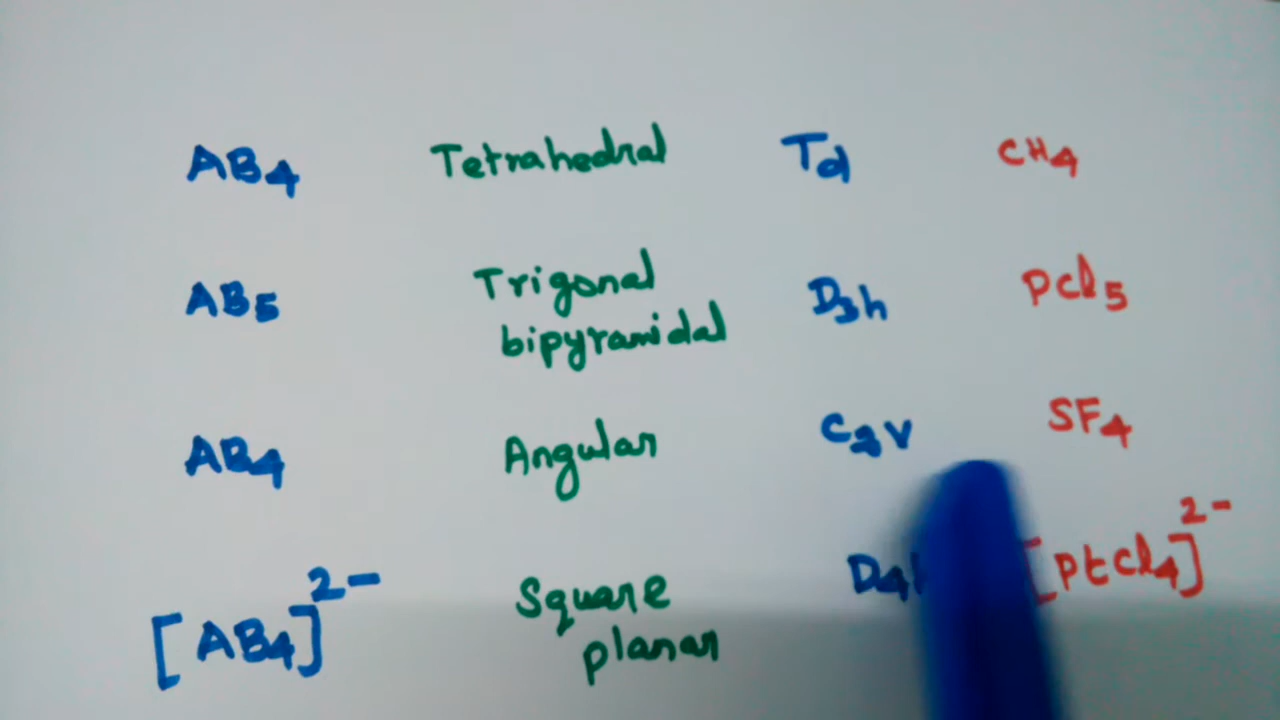 AB4 Tetrahedral Td CH4
AB5 Trigonal bipyramidal D3h PCl5
AB4 Angular C2v SF4
[AB4]2- Square planar D4h [PtCl4]2-